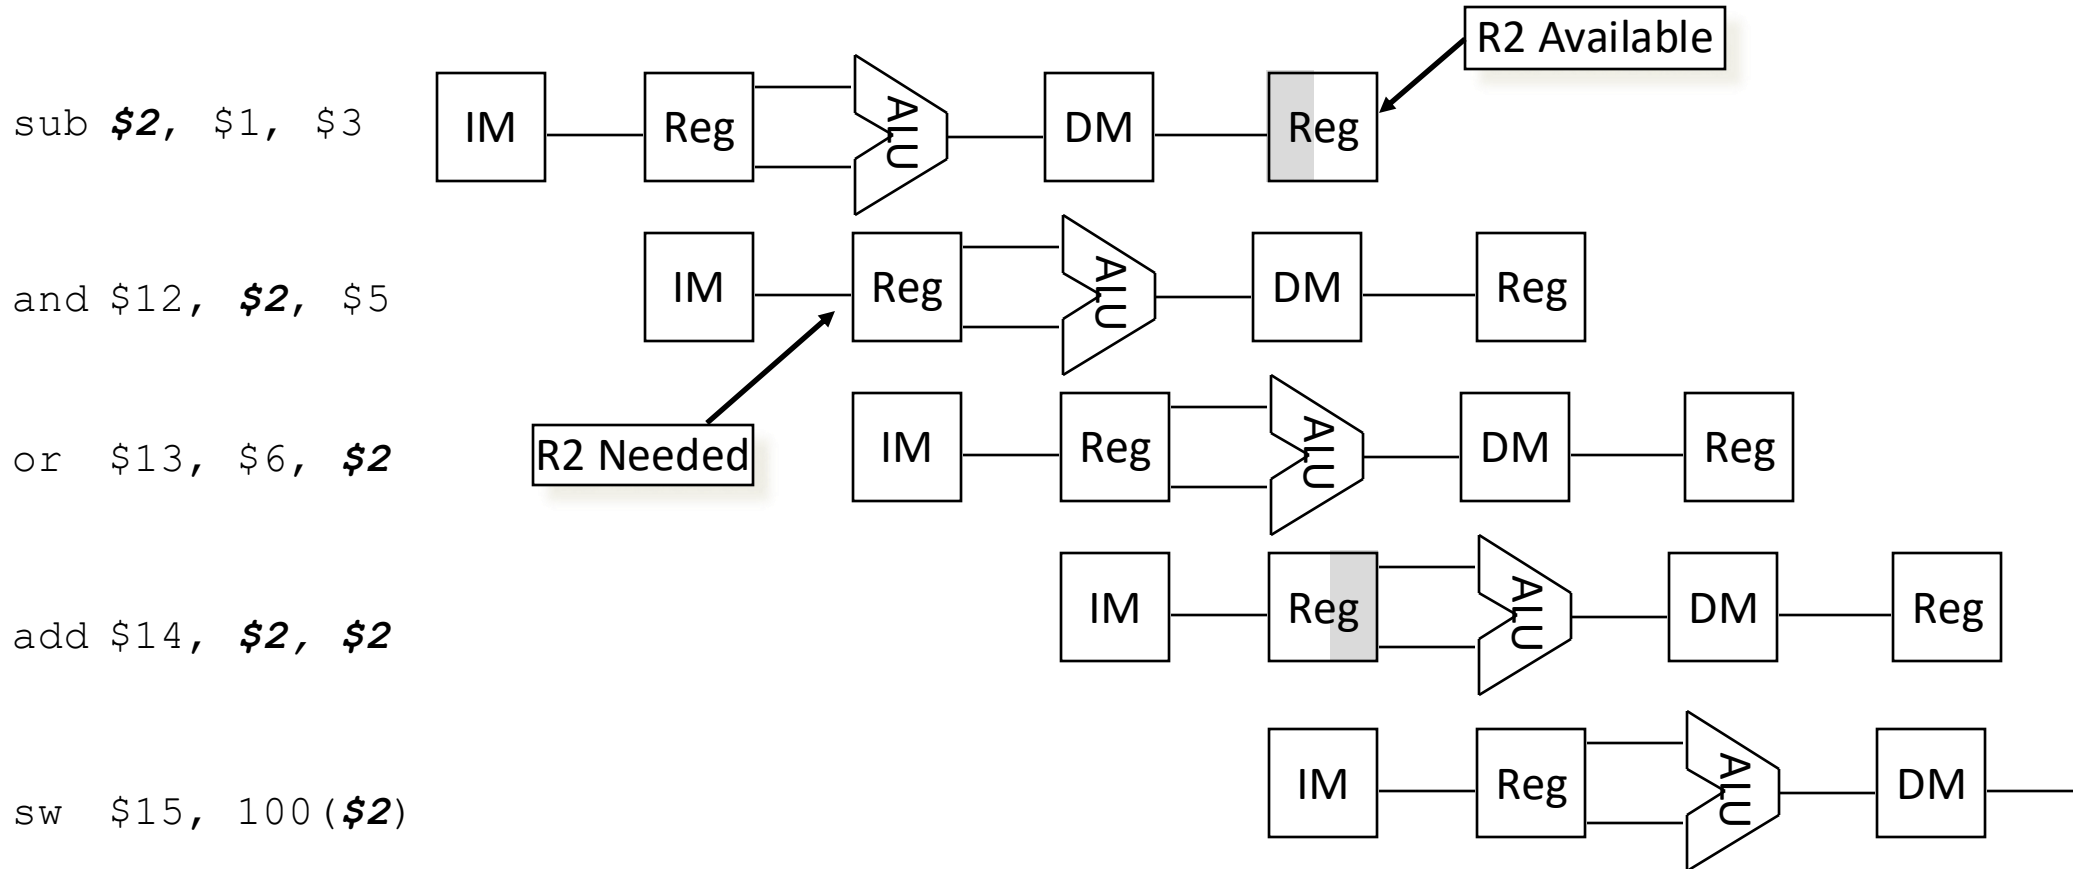 R2 Available
sub $2, $1, $3 IM Reg ALU DM Reg
and $12, $2, $5 IM Reg ALU DM Reg
R2 Needed
or $13, $6, $2 IM Reg ALU DM Reg
add $14, $2, $2 IM Reg ALU DM Reg
sw $15, 100($2) IM Reg ALU DM